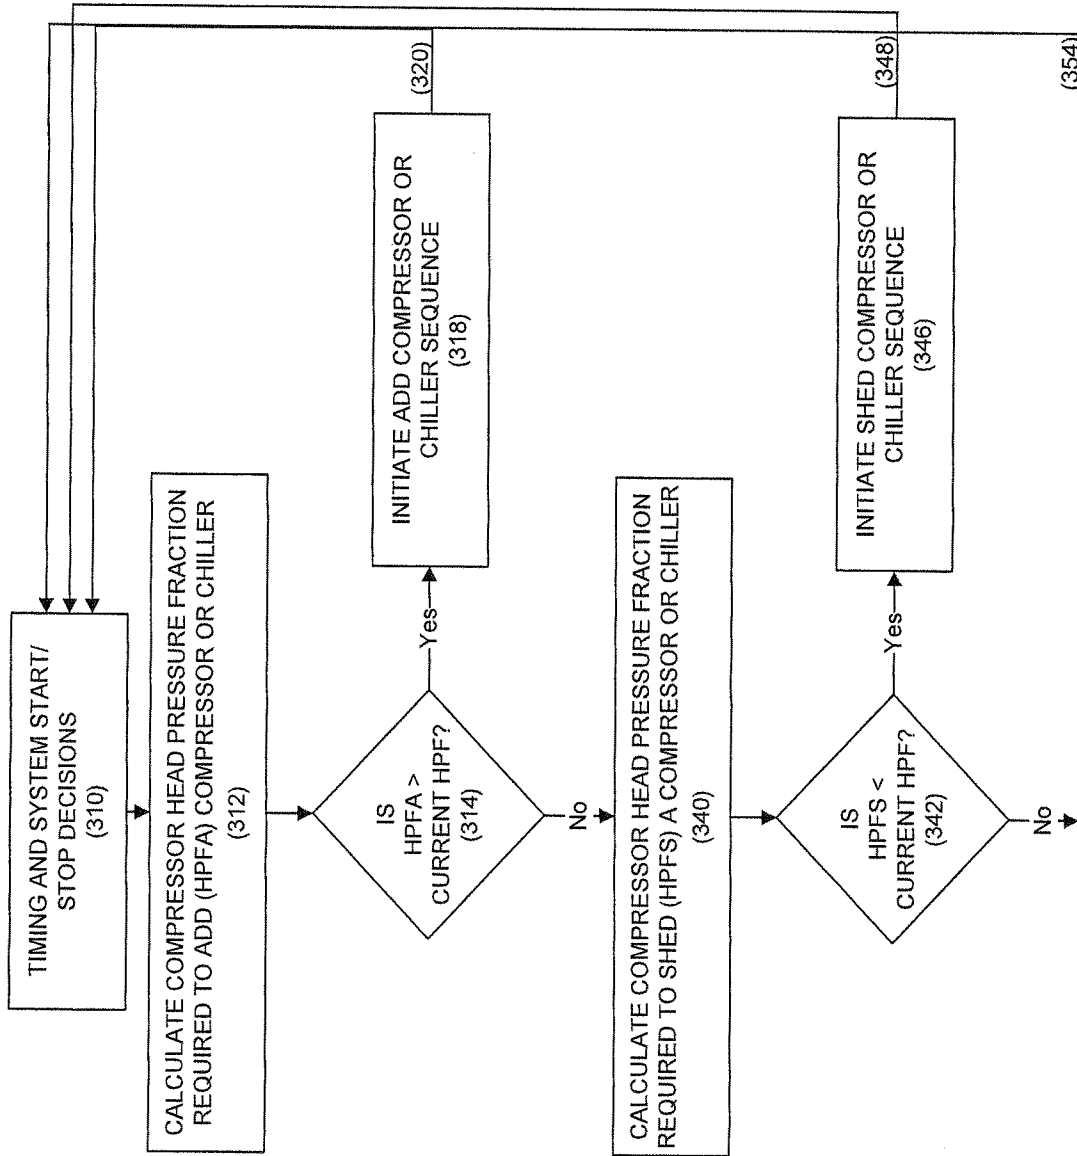 TIMING AND SYSTEM START/
STOP DECISIONS
(310)
CALCULATE COMPRESSOR HEAD PRESSURE FRACTION
REQUIRED TO ADD (HPFA) COMPRESSOR OR CHILLER
(312)
IS
HPFA >
CURRENT HPF?
(314)
Yes
INITIATE ADD COMPRESSOR OR
CHILLER SEQUENCE
(318)
(320)
No
CALCULATE COMPRESSOR HEAD PRESSURE FRACTION
REQUIRED TO SHED (HPFS) A COMPRESSOR OR CHILLER
(340)
IS
HPFS <
CURRENT HPF?
(342)
Yes
INITIATE SHED COMPRESSOR OR
CHILLER SEQUENCE
(346)
(348)
No
(354)